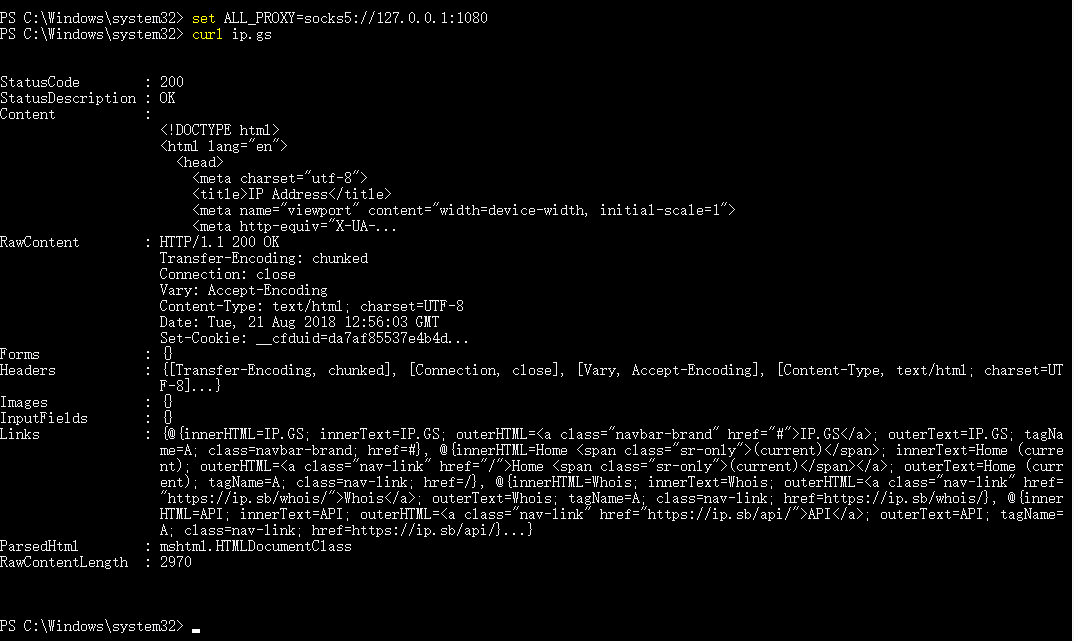 PS C:\Windows\system32> set ALL_PROXY=socks5://127.0.0.1:1080
PS C:\Windows\system32> curl ip.gs
StatusCode        : 200
StatusDescription : OK
Content           :
                    <!DOCTYPE html>
                    <html lang="en">
                      <head>
                        <meta charset="utf-8">
                        <title>IP Address</title>
                        <meta name="viewport" content="width=device-width, initial-scale=1">
                        <meta http-equiv="X-UA-...
RawContent        : HTTP/1.1 200 OK
                    Transfer-Encoding: chunked
                    Connection: close
                    Vary: Accept-Encoding
                    Content-Type: text/html; charset=UTF-8
                    Date: Tue, 21 Aug 2018 12:56:03 GMT
                    Set-Cookie: __cfduid=da7af85537e4b4d...
Forms             : {}
Headers           : {[Transfer-Encoding, chunked], [Connection, close], [Vary, Accept-Encoding], [Content-Type, text/html; charset=UT
                    F-8]...}
Images            : {}
InputFields       : {}
Links             : {@{innerHTML=IP.GS; innerText=IP.GS; outerHTML=<a class="navbar-brand" href="#">IP.GS</a>; outerText=IP.GS; tagNa
                    me=A; class=navbar-brand; href=#}, @{innerHTML=Home <span class="sr-only">(current)</span>; innerText=Home (curre
                    nt); outerHTML=<a class="nav-link" href="/">Home <span class="sr-only">(current)</span></a>; outerText=Home (curr
                    ent); tagName=A; class=nav-link; href=/}, @{innerHTML=Whois; innerText=Whois; outerHTML=<a class="nav-link" href=
                    "https://ip.sb/whois/">Whois</a>; outerText=Whois; tagName=A; class=nav-link; href=https://ip.sb/whois/}, @{inner
                    HTML=API; innerText=API; outerHTML=<a class="nav-link" href="https://ip.sb/api/">API</a>; outerText=API; tagName=
                    A; class=nav-link; href=https://ip.sb/api/}...}
ParsedHtml        : mshtml.HTMLDocumentClass
RawContentLength  : 2970
PS C:\Windows\system32>